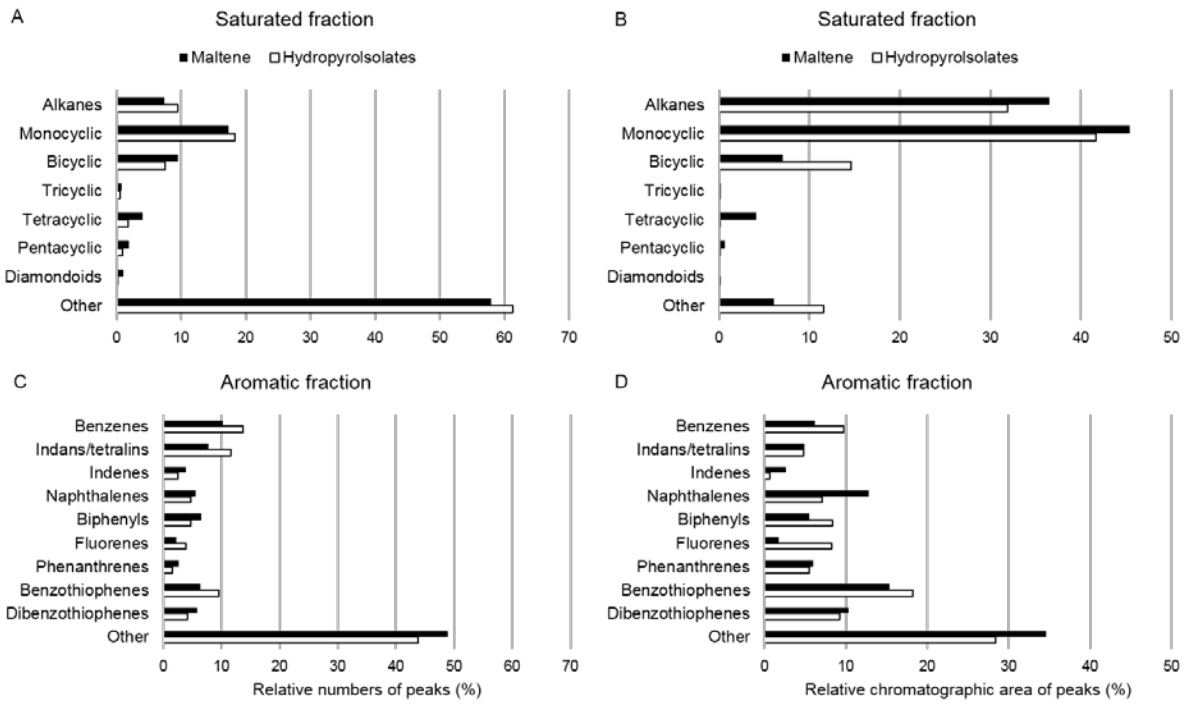 A Saturated fraction
Maltene Hydropyrolsolates
Alkanes
Monocyclic
Bicyclic
Tricyclic
Tetracyclic
Pentacyclic
Diamondoids
Other
0 10 20 30 40 50 60 70
B Saturated fraction
Maltene Hydropyrolsolates
Alkanes
Monocyclic
Bicyclic
Tricyclic
Tetracyclic
Pentacyclic
Diamondoids
Other
0 10 20 30 40 50
C Aromatic fraction
Benzenes
Indans/tetralins
Indenes
Naphthalenes
Biphenyls
Fluorenes
Phenanthrenes
Benzothiophenes
Dibenzothiophenes
Other
0 10 20 30 40 50 60 70
Relative numbers of peaks (%)
D Aromatic fraction
Benzenes
Indans/tetralins
Indenes
Naphthalenes
Biphenyls
Fluorenes
Phenanthrenes
Benzothiophenes
Dibenzothiophenes
Other
0 10 20 30 40 50
Relative chromatographic area of peaks (%)